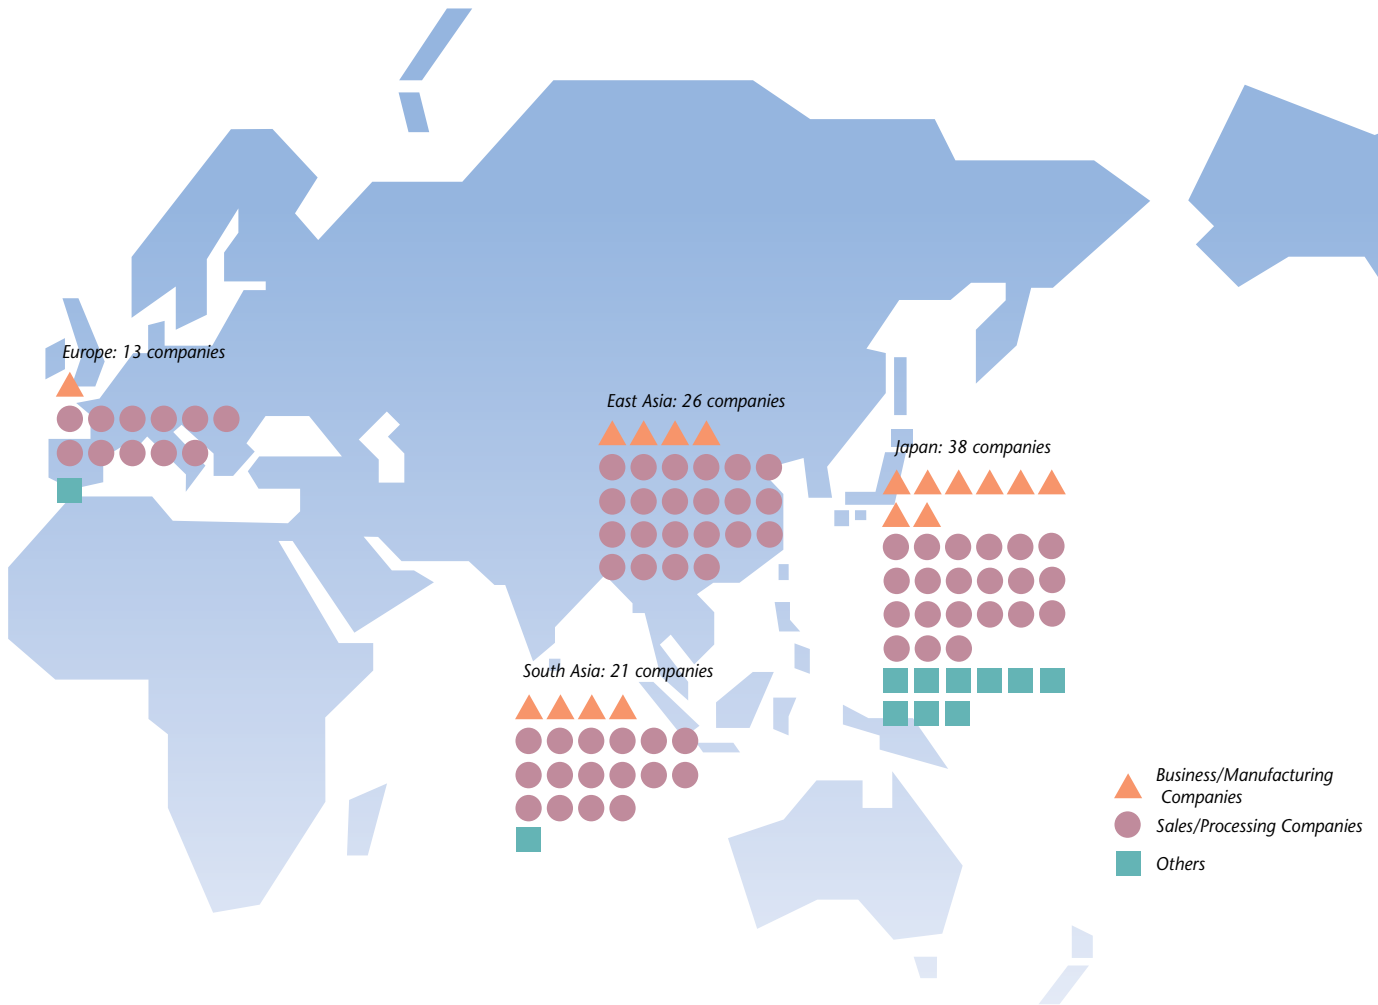 Europe: 13 companies
East Asia: 26 companies
Japan: 38 companies
South Asia: 21 companies
Business/Manufacturing
Companies
Sales/Processing Companies
Others